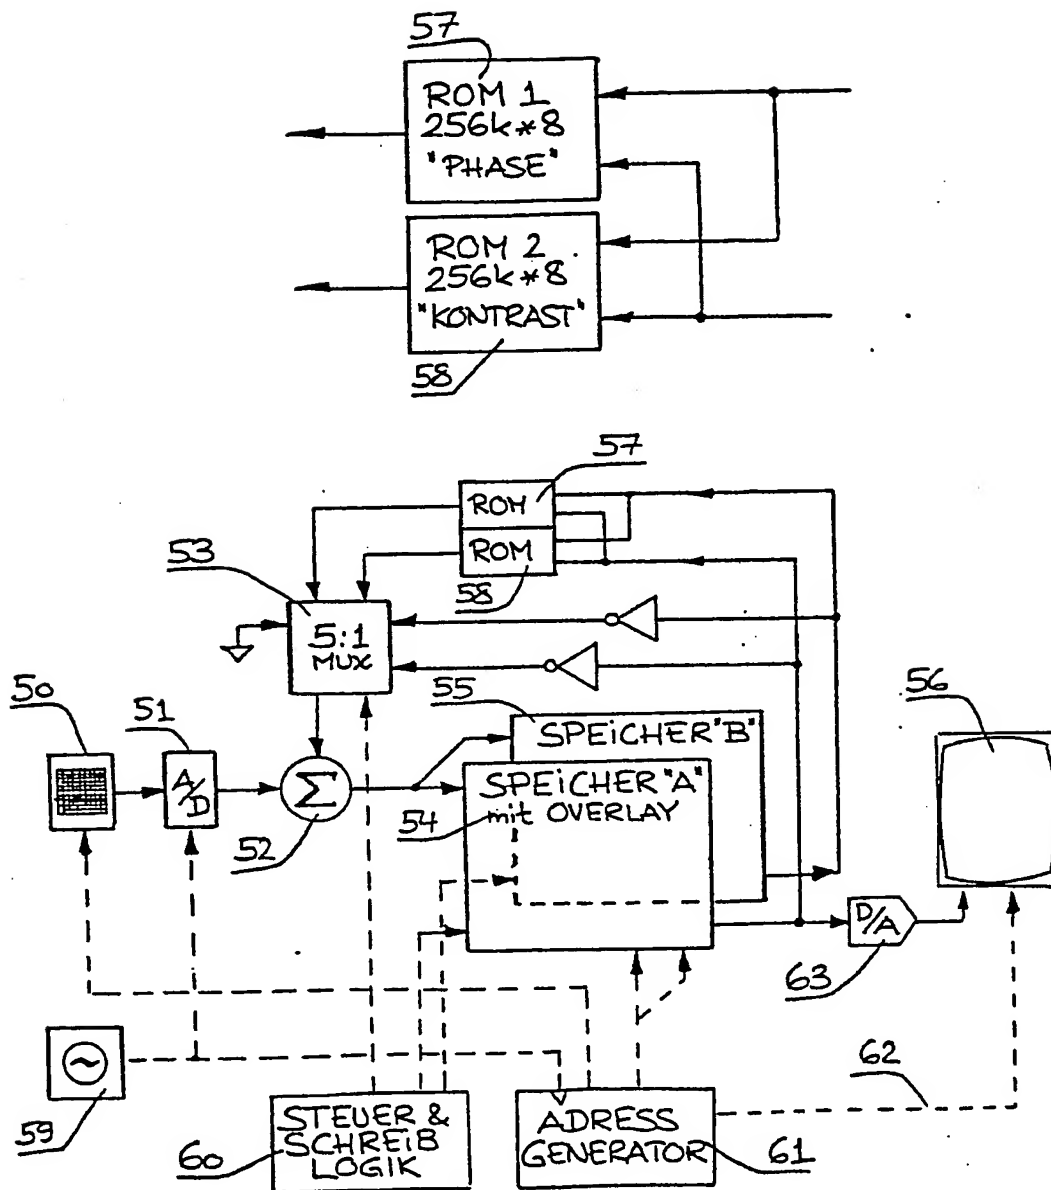 57
ROM 1
256k*8
"PHASE"
ROM 2
256k*8
"KONTRAST"
58
57
ROM
ROM
58
53
5:1
MUX
50
51
A/D
Σ
52
55
SPEICHER "B"
SPEICHER "A"
54 mit OVERLAY
56
D/A
63
59
STEUER &
SCHREIB
LOGIK
60
ADRESS
GENERATOR
61
62